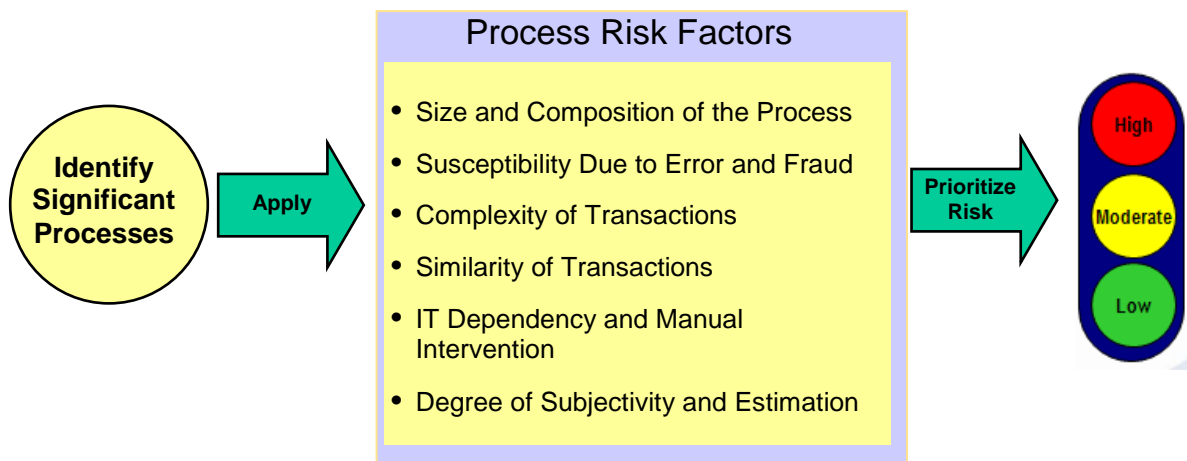 Process Risk Factors
Identify
Significant
Processes
Apply
• Size and Composition of the Process
• Susceptibility Due to Error and Fraud
• Complexity of Transactions
• Similarity of Transactions
• IT Dependency and Manual
Intervention
• Degree of Subjectivity and Estimation
Prioritize
Risk
High
Moderate
Low